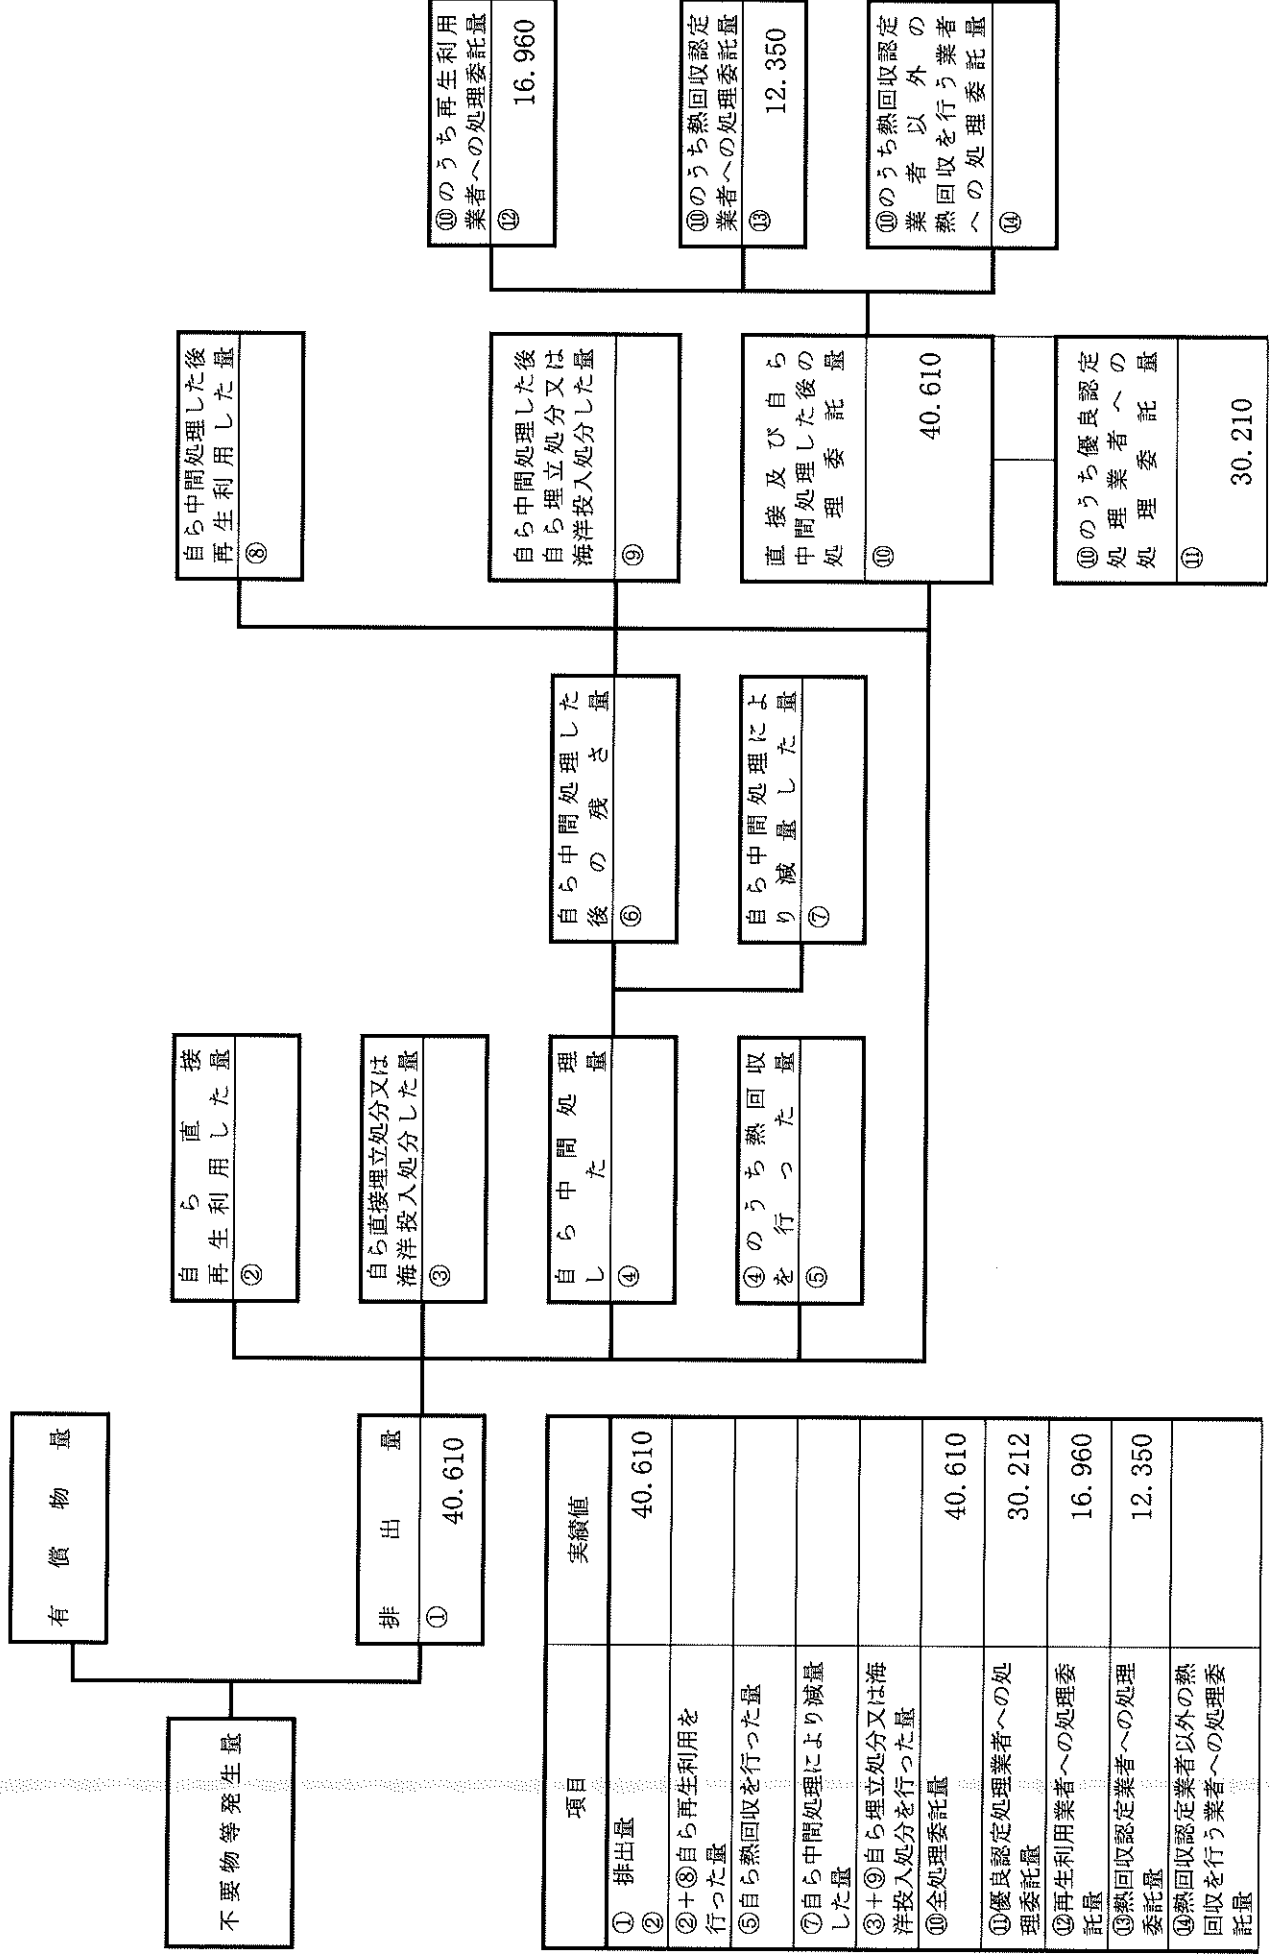 不要物等発生量
有償物量
排出量
①
40.610
自ら直接
再生利用した量
②
自ら直接埋立処分又は
海洋投入処分した量
③
自ら中間処理
した量
④
④のうち熱回収
を行った量
⑤
自ら中間処理した
後の残さ量
⑥
自ら中間処理によ
り減量した量
⑦
自ら中間処理した後
再生利用した量
⑧
自ら中間処理した後
自ら埋立処分又は
海洋投入処分した量
⑨
直接及び自ら
中間処理した後の
処理委託量
⑩
40.610
⑩のうち優良認定
処理業者への
処理委託量
⑪
30.210
⑩のうち再生利用
業者への処理委託量
⑫
16.960
⑩のうち熱回収認定
業者への処理委託量
⑬
12.350
⑩のうち熱回収認定
業者以外の
熱回収を行う業者
への処理委託量
⑭
項目 実績値
① 排出量 40.610
②
②+⑧自ら再生利用を
行った量
⑤自ら熱回収を行った量
⑦自ら中間処理により減量
した量
③+⑨自ら埋立処分又は海
洋投入処分を行った量
⑩全処理委託量 40.610
⑪優良認定処理業者への処
理委託量 30.212
⑫再生利用業者への処理委
託量 16.960
⑬熱回収認定業者への処理
委託量 12.350
⑭熱回収認定業者以外の熱
回収を行う業者への処理委
託量